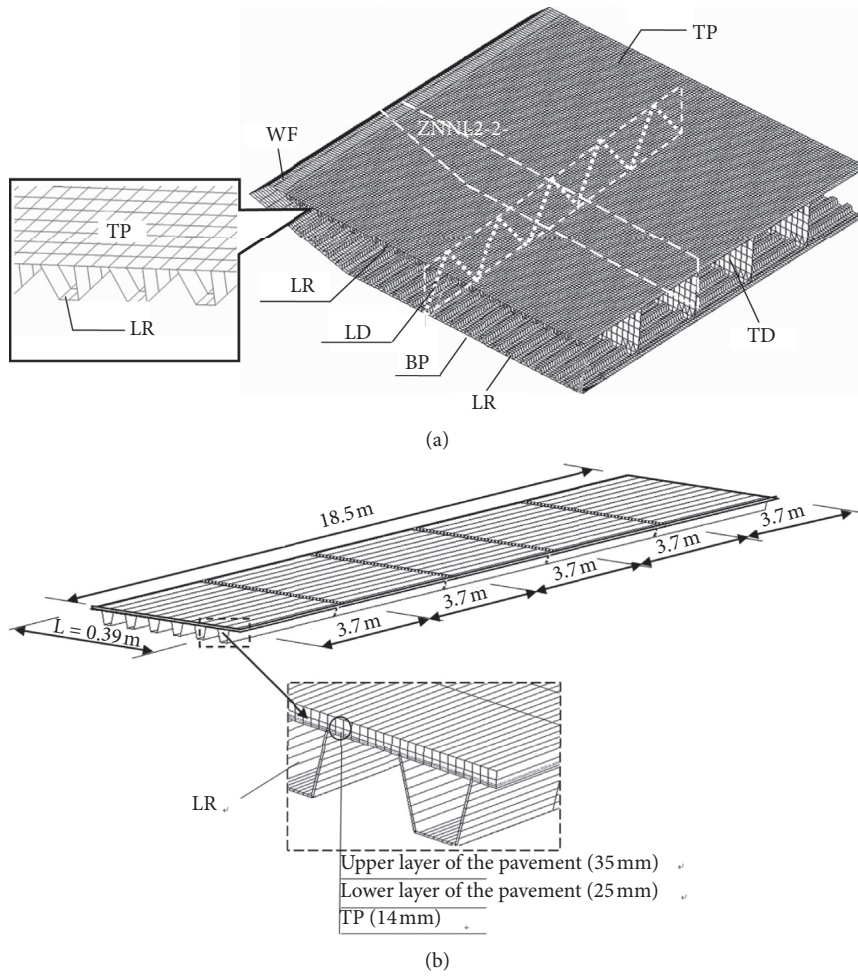 TP
ZNNL2-2-
WF
TP
LR
LR
LD
BP
LR
TD
(a)
18.5 m
3.7 m
3.7 m
3.7 m
3.7 m
3.7 m
L = 0.39 m
LR
Upper layer of the pavement (35 mm)
Lower layer of the pavement (25 mm)
TP (14 mm)
(b)